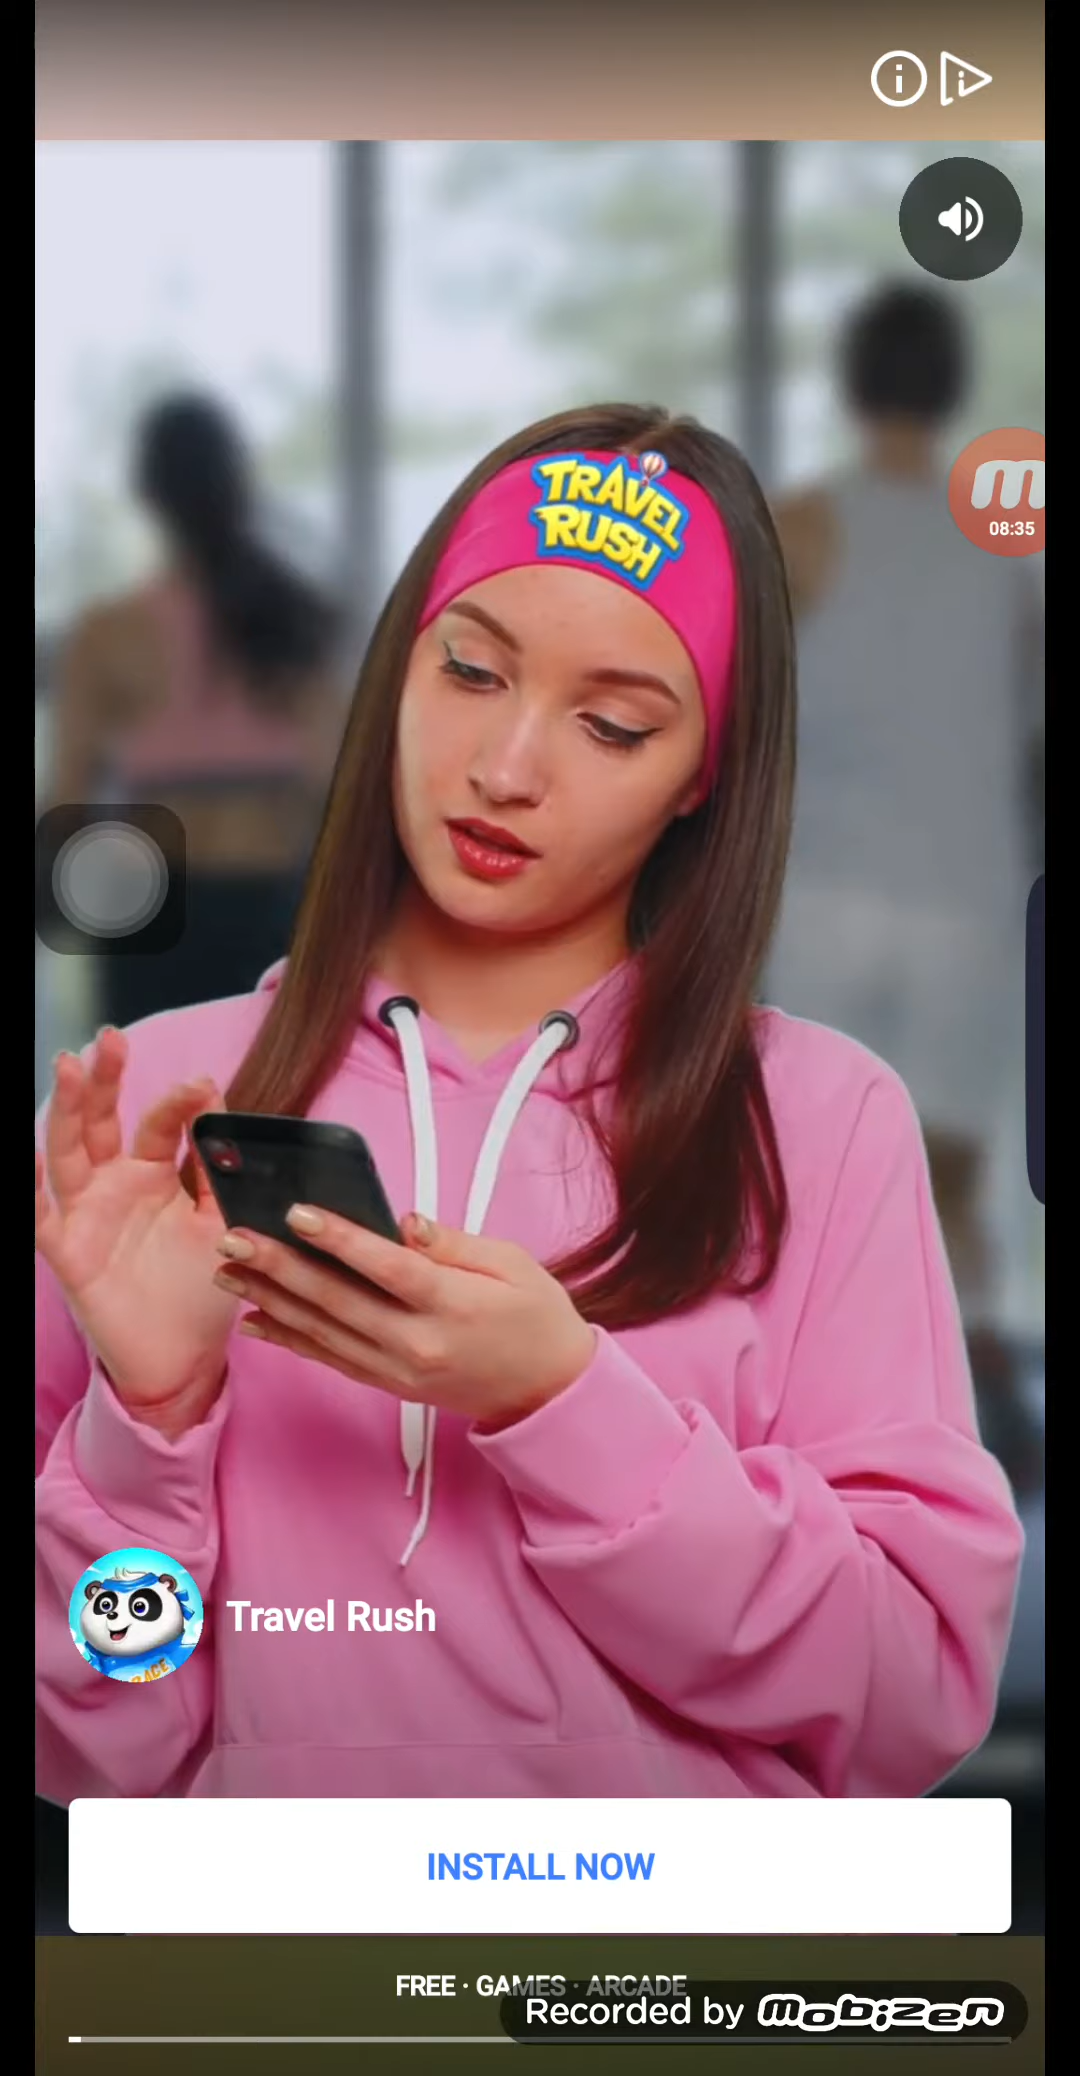 TRAVEL
RUSH
08:35
Travel Rush
INSTALL NOW
FREE · GAMES · ARCADE
Recorded by mobizen